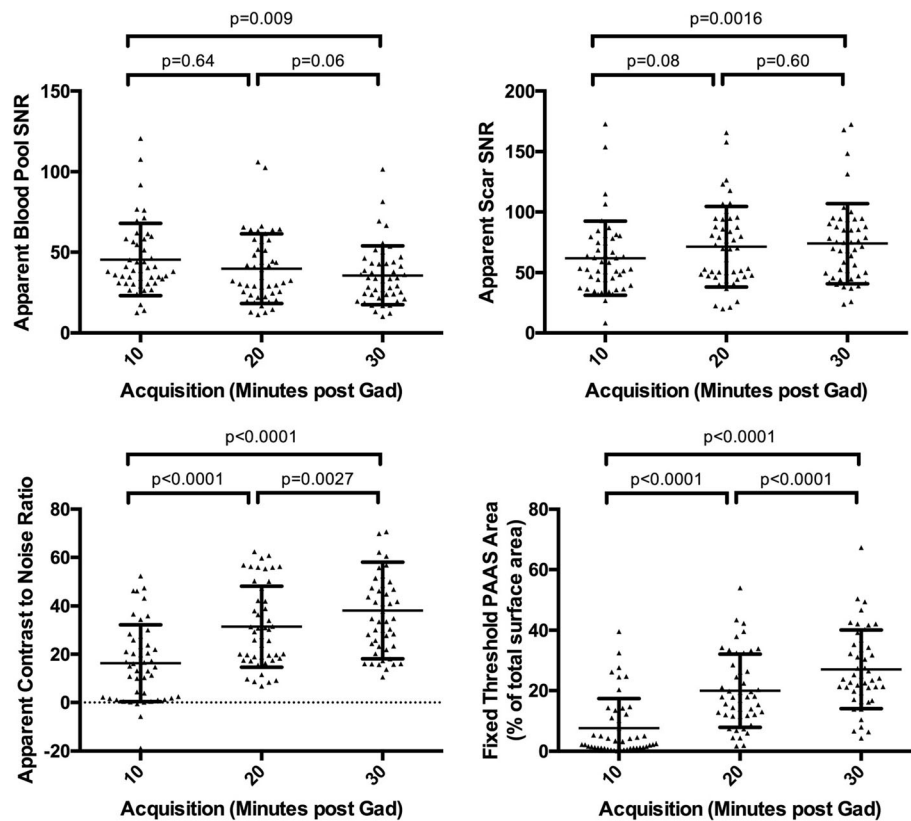 p=0.009
p=0.64
p=0.06
150
100
50
0
Apparent Blood Pool SNR
10
20
30
Acquisition (Minutes post Gad)
p=0.0016
p=0.08
p=0.60
200
150
100
50
0
Apparent Scar SNR
10
20
30
Acquisition (Minutes post Gad)
p<0.0001
p<0.0001
p=0.0027
80
60
40
20
0
-20
Apparent Contrast to Noise Ratio
10
20
30
Acquisition (Minutes post Gad)
p<0.0001
p<0.0001
p<0.0001
80
60
40
20
0
Fixed Threshold PAAS Area
(% of total surface area)
10
20
30
Acquisition (Minutes post Gad)